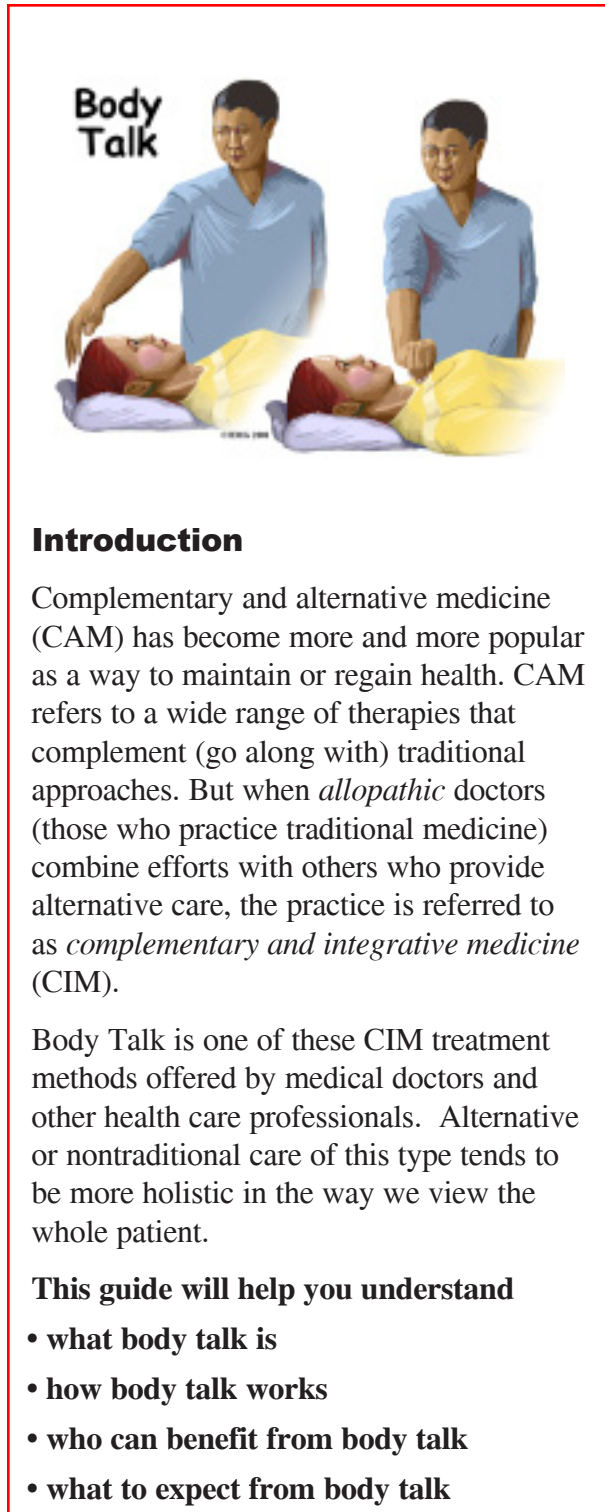 Body
Talk
Introduction
Complementary and alternative medicine
(CAM) has become more and more popular
as a way to maintain or regain health. CAM
refers to a wide range of therapies that
complement (go along with) traditional
approaches. But when allopathic doctors
(those who practice traditional medicine)
combine efforts with others who provide
alternative care, the practice is referred to
as complementary and integrative medicine
(CIM).
Body Talk is one of these CIM treatment
methods offered by medical doctors and
other health care professionals.  Alternative
or nontraditional care of this type tends to
be more holistic in the way we view the
whole patient.
This guide will help you understand
• what body talk is
• how body talk works
• who can benefit from body talk
• what to expect from body talk